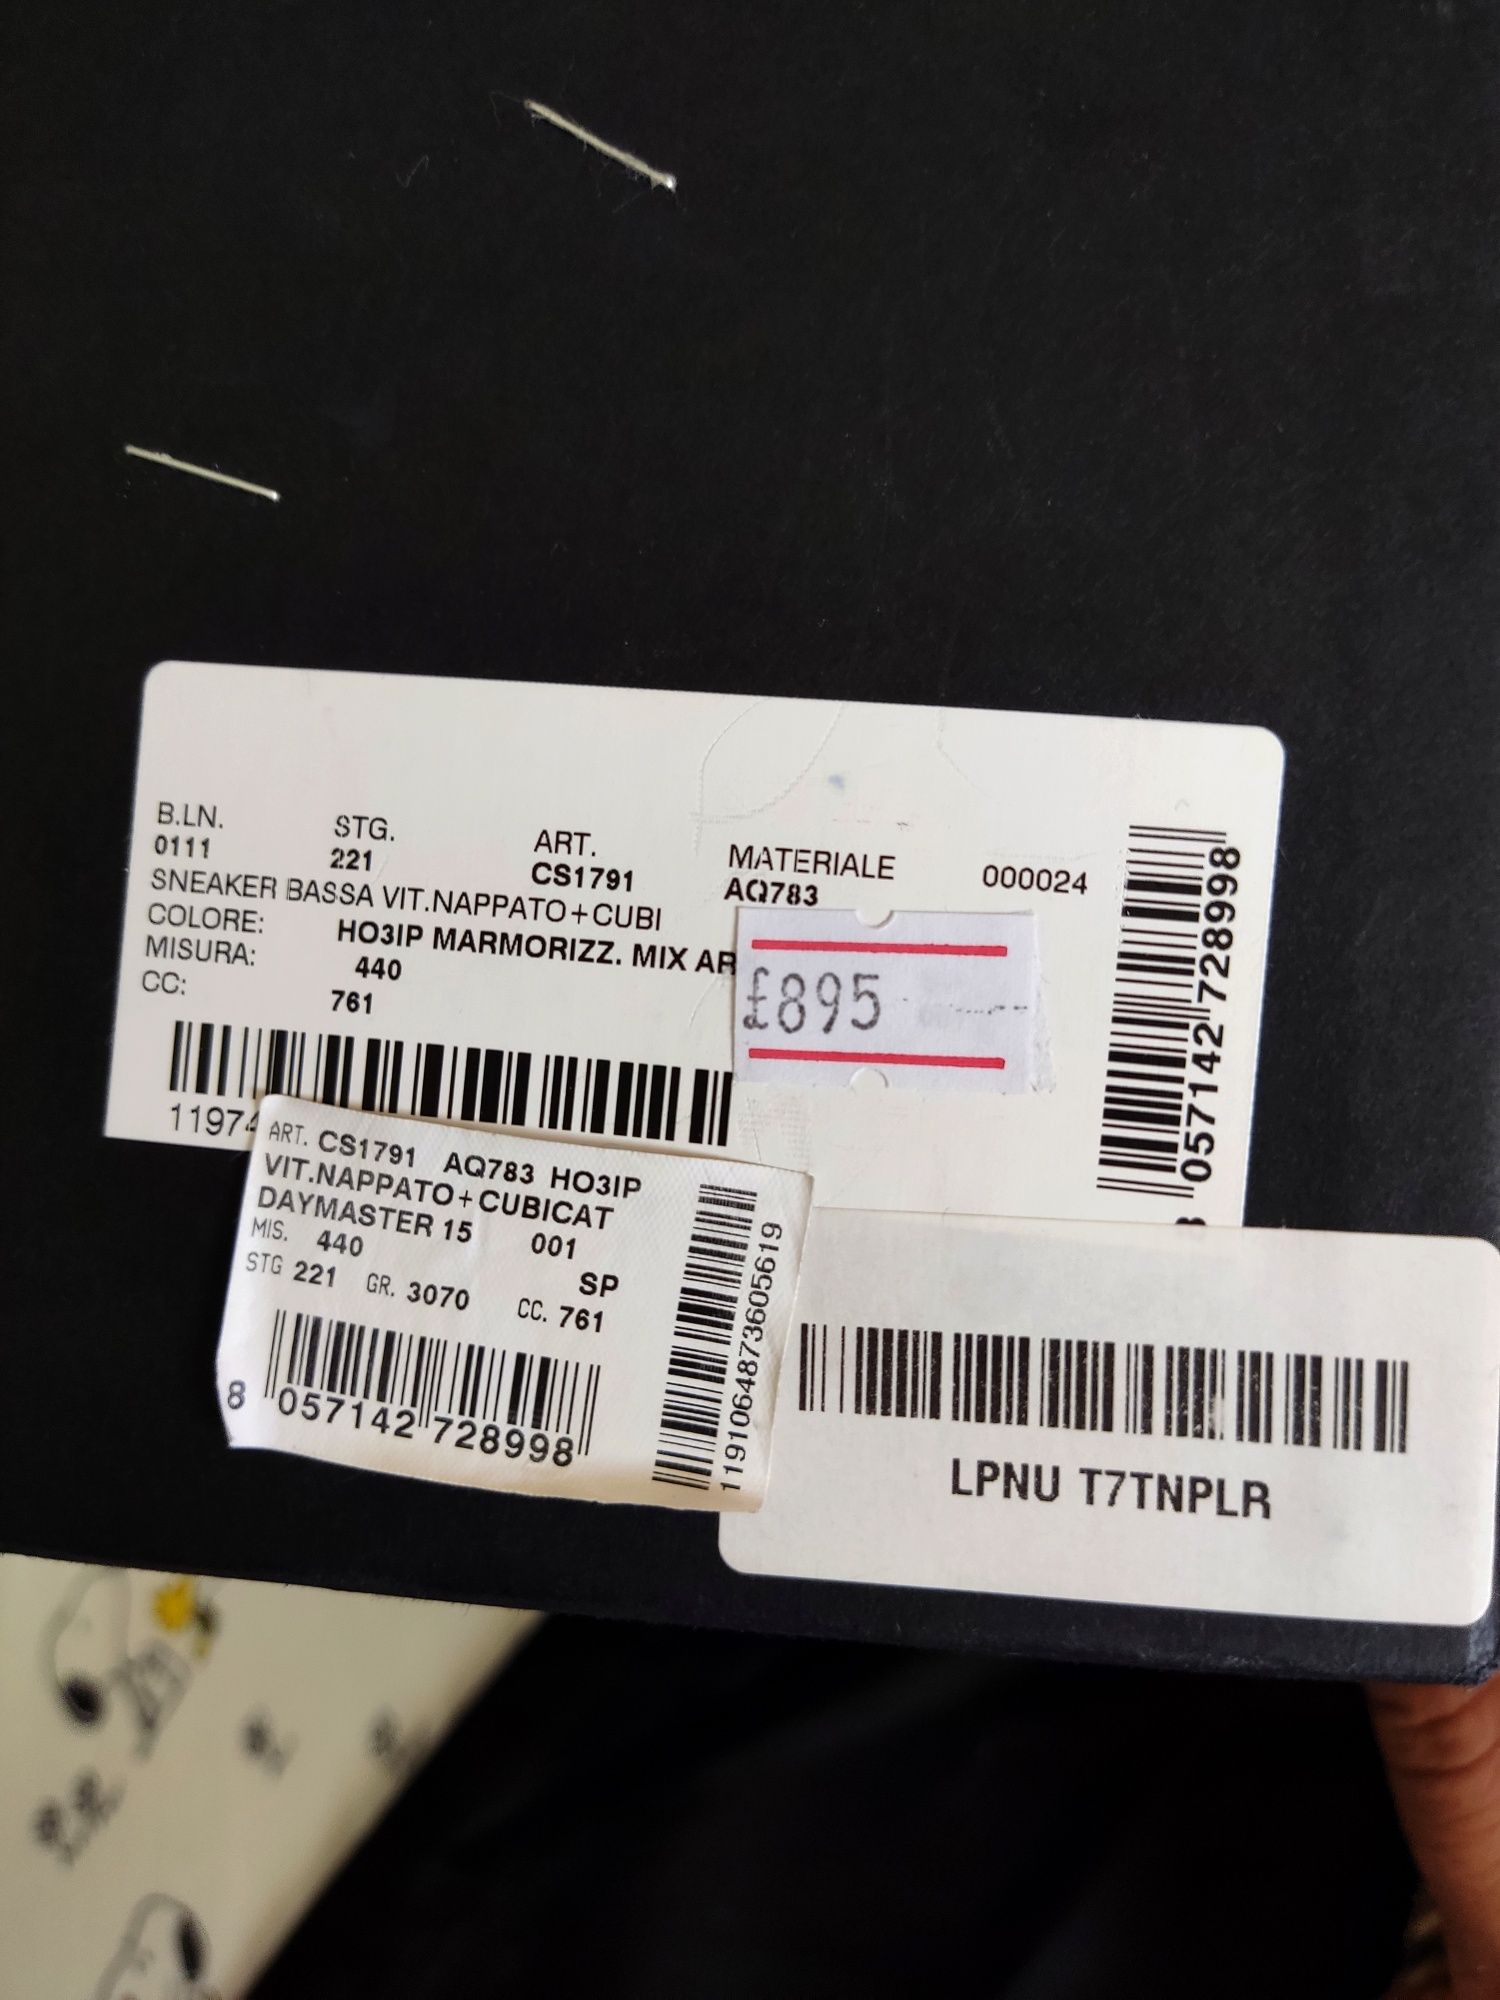 B.LN. STG. ART. MATERIALE 000024
0111 221 CS1791 AQ783
SNEAKER BASSA VIT.NAPPATO+CUBI
COLORE: HO3IP MARMORIZZ. MIX AR
MISURA: 440
CC: 761
£895
11974
8 057142 728998
ART. CS1791 AQ783 HO3IP
VIT.NAPPATO+CUBICAT
DAYMASTER 15 001
MIS. 440
SP
STG 221 GR. 3070 CC. 761
8 057142 728998
1191064873605619
LPNU T7TNPLR